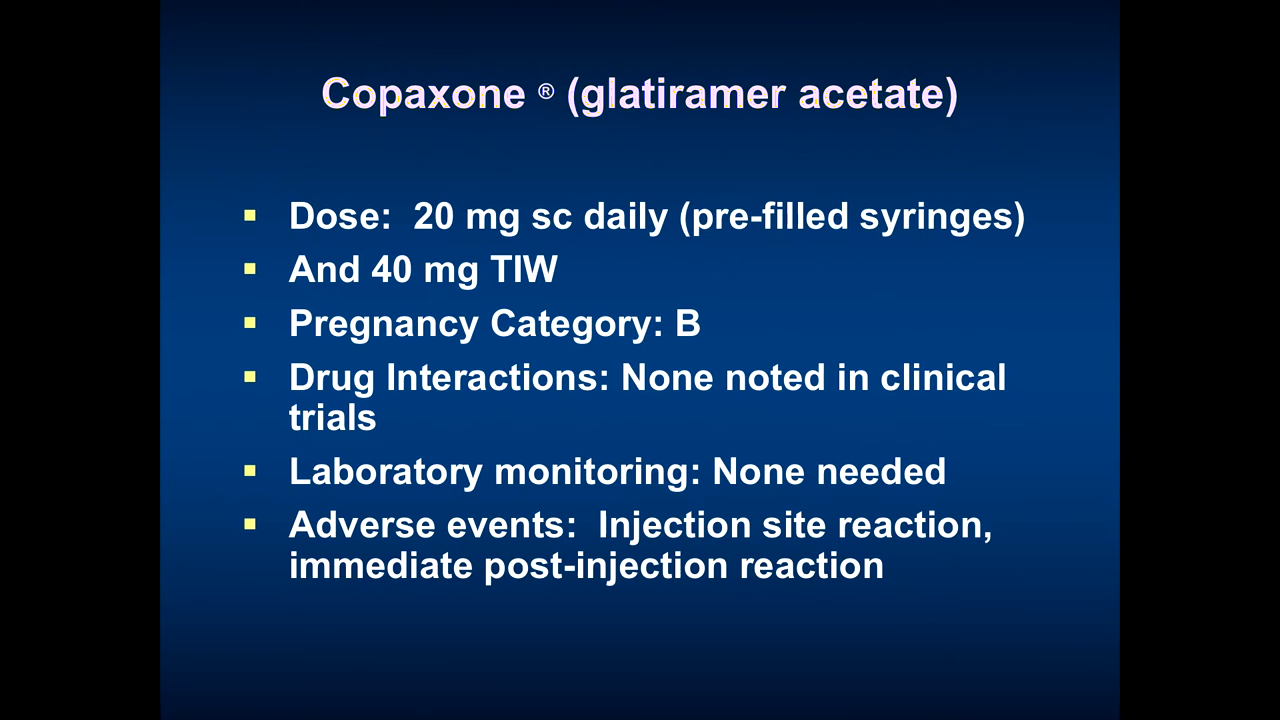 Copaxone ® (glatiramer acetate)
▪ Dose: 20 mg sc daily (pre-filled syringes)
▪ And 40 mg TIW
▪ Pregnancy Category: B
▪ Drug Interactions: None noted in clinical
trials
▪ Laboratory monitoring: None needed
▪ Adverse events: Injection site reaction,
immediate post-injection reaction